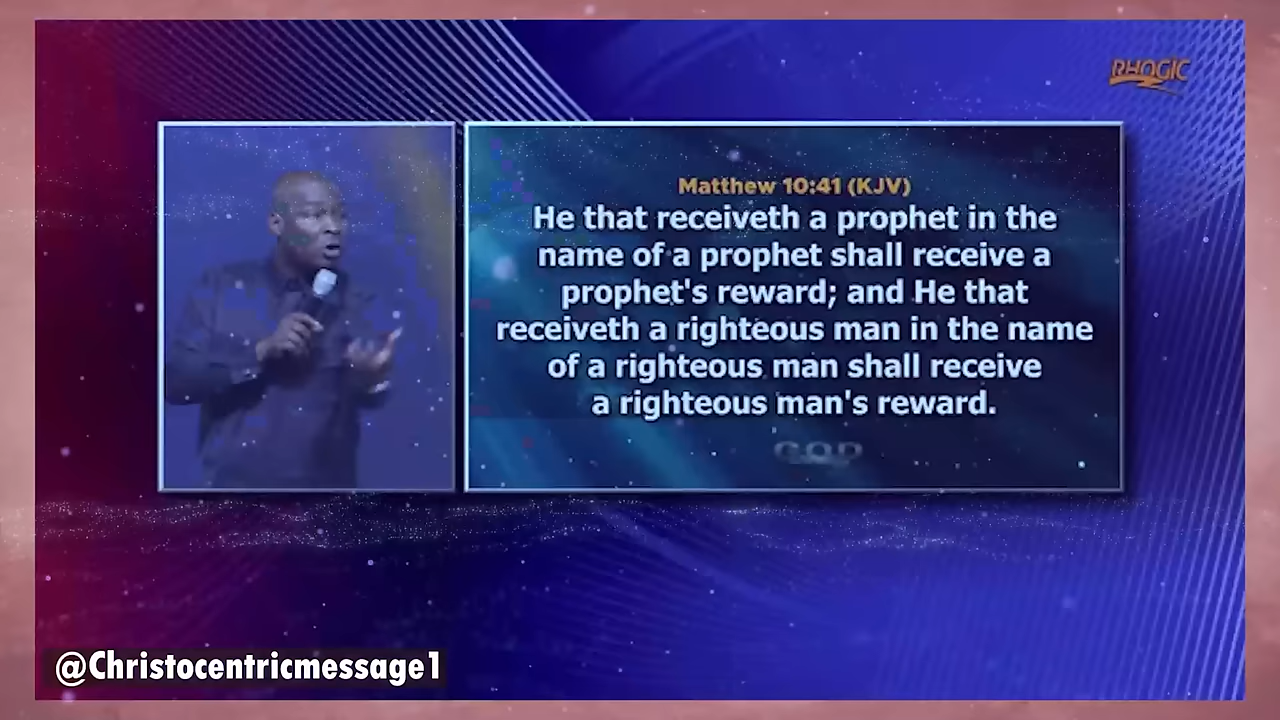 RHOGIC
Matthew 10:41 (KJV)
He that receiveth a prophet in the
name of a prophet shall receive a
prophet's reward; and He that
receiveth a righteous man in the name
of a righteous man shall receive
a righteous man's reward.
G.O.D
@Christocentricmessage1